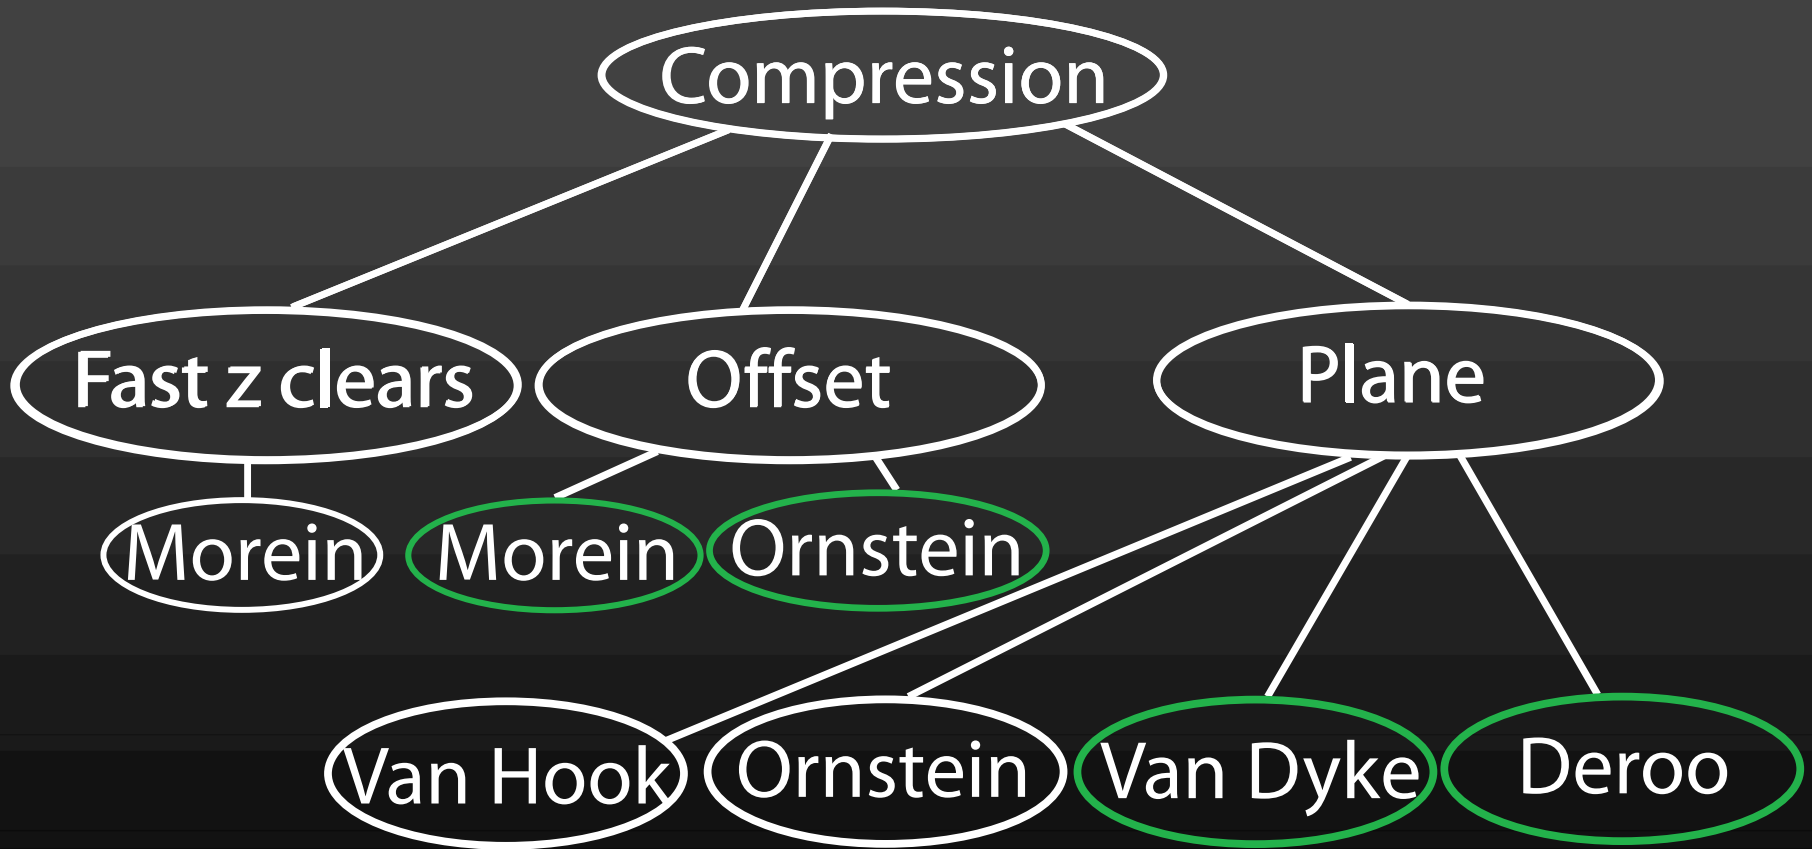 Compression
Fast z clears
Offset
Plane
Morein
Morein
Ornstein
Van Hook
Ornstein
Van Dyke
Deroo